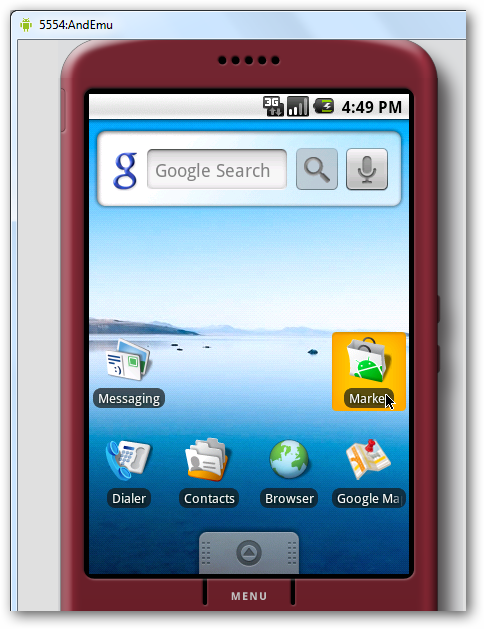 5554:AndEmu
3G 4:49 PM
g Google Search
Messaging
Marke
Dialer Contacts Browser Google Ma
MENU